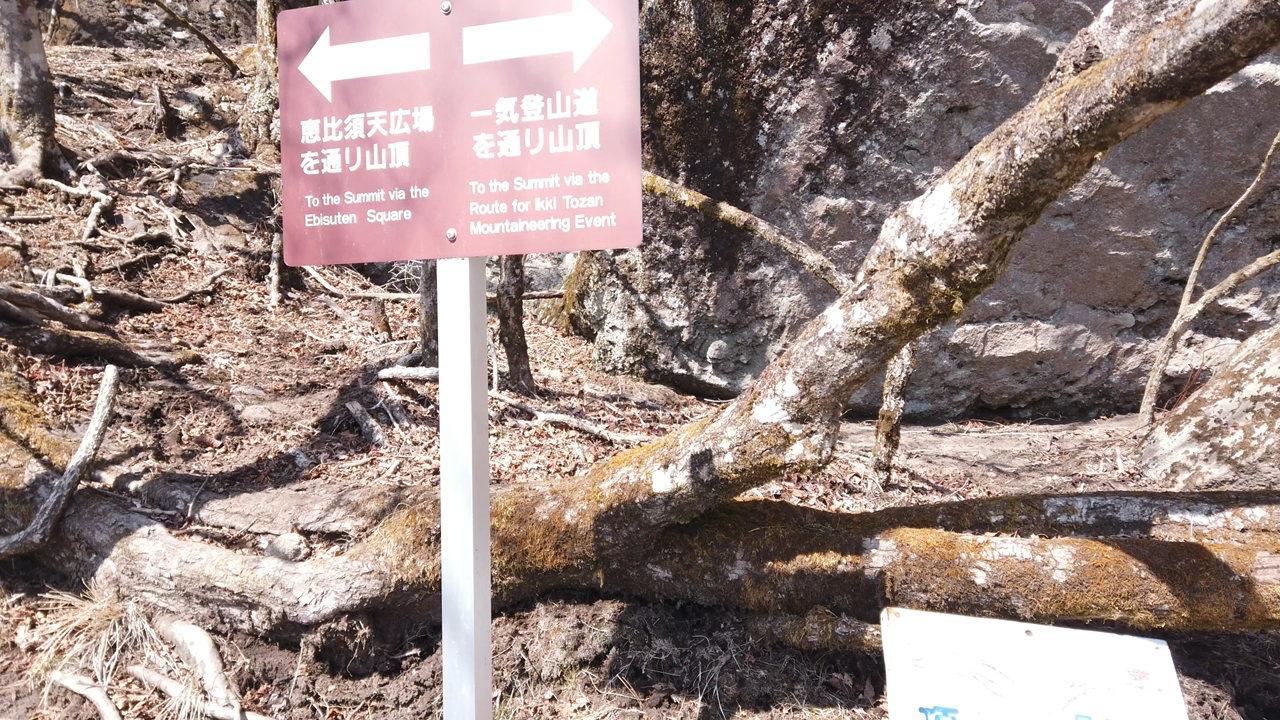 恵比須天広場
を通り山頂
To the Summit via the
Ebisuten Square
一気登山道
を通り山頂
To the Summit via the
Route for Ikki Tozan
Mountaineering Event